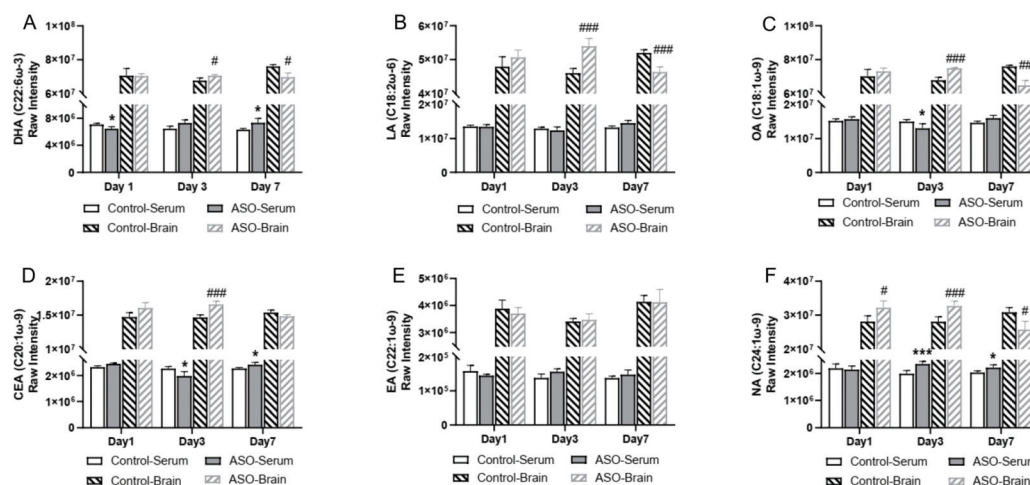 A
DHA (C22:6ω-3)
Raw Intensity
1×10⁸
8×10⁷
6×10⁷
8×10⁶
4×10⁶
0
*
#
*
#
Day 1
Day 3
Day 7
Control-Serum
ASO-Serum
Control-Brain
ASO-Brain
B
LA (C18:2ω-6)
Raw Intensity
6×10⁷
5×10⁷
4×10⁷
2×10⁷
1×10⁷
0
###
###
Day1
Day3
Day7
Control-Serum
ASO-Serum
Control-Brain
ASO-Brain
C
OA (C18:1ω-9)
Raw Intensity
1×10⁸
8×10⁷
6×10⁷
2×10⁷
1×10⁷
0
*
###
##
Day1
Day3
Day7
Control-Serum
ASO-Serum
Control-Brain
ASO-Brain
D
CEA (C20:1ω-9)
Raw Intensity
2×10⁷
1.5×10⁷
1×10⁷
2×10⁶
1×10⁶
0
*
###
*
Day1
Day3
Day7
Control-Serum
ASO-Serum
Control-Brain
ASO-Brain
E
EA (C22:1ω-9)
Raw Intensity
5×10⁶
4×10⁶
3×10⁶
2×10⁵
1×10⁵
0
Day1
Day3
Day7
Control-Serum
ASO-Serum
Control-Brain
ASO-Brain
F
NA (C24:1ω-9)
Raw Intensity
4×10⁷
3×10⁷
1×10⁷
2×10⁶
1×10⁶
0
#
***
###
*
#
Day1
Day3
Day7
Control-Serum
ASO-Serum
Control-Brain
ASO-Brain